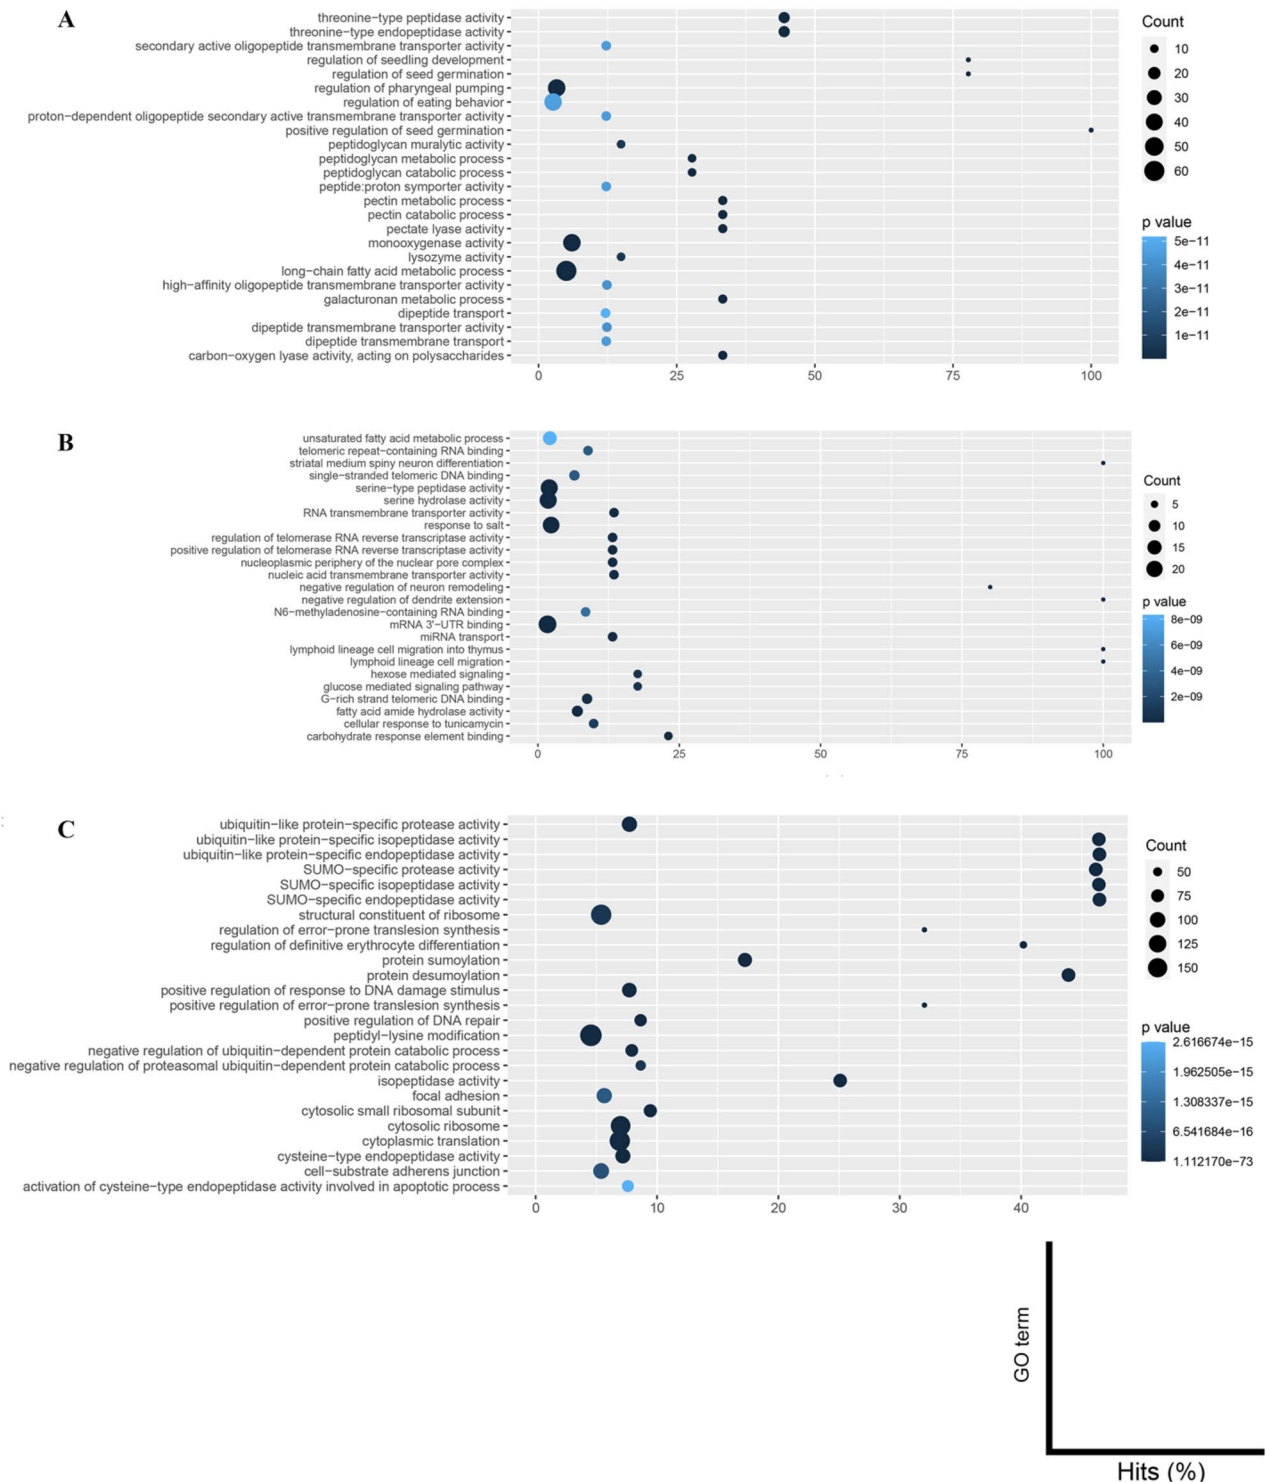 A
threonine-type peptidase activity
threonine-type endopeptidase activity
secondary active oligopeptide transmembrane transporter activity
regulation of seedling development
regulation of seed germination
regulation of pharyngeal pumping
regulation of eating behavior
proton-dependent oligopeptide secondary active transmembrane transporter activity
positive regulation of seed germination
peptidoglycan muralytic activity
peptidoglycan metabolic process
peptidoglycan catabolic process
peptide:proton symporter activity
pectin metabolic process
pectin catabolic process
pectate lyase activity
monooxygenase activity
lysozyme activity
long-chain fatty acid metabolic process
high-affinity oligopeptide transmembrane transporter activity
galacturonan metabolic process
dipeptide transport
dipeptide transmembrane transporter activity
dipeptide transmembrane transport
carbon-oxygen lyase activity, acting on polysaccharides
0 25 50 75 100
Count
10
20
30
40
50
60
p value
5e-11
4e-11
3e-11
2e-11
1e-11
B
unsaturated fatty acid metabolic process
telomeric repeat-containing RNA binding
striatal medium spiny neuron differentiation
single-stranded telomeric DNA binding
serine-type peptidase activity
serine hydrolase activity
RNA transmembrane transporter activity
response to salt
regulation of telomerase RNA reverse transcriptase activity
positive regulation of telomerase RNA reverse transcriptase activity
nucleoplasmic periphery of the nuclear pore complex
nucleic acid transmembrane transporter activity
negative regulation of neuron remodeling
negative regulation of dendrite extension
N6-methyladenosine-containing RNA binding
mRNA 3'-UTR binding
miRNA transport
lymphoid lineage cell migration into thymus
lymphoid lineage cell migration
hexose mediated signaling
glucose mediated signaling pathway
G-rich strand telomeric DNA binding
fatty acid amide hydrolase activity
cellular response to tunicamycin
carbohydrate response element binding
0 25 50 75 100
Count
5
10
15
20
p value
8e-09
6e-09
4e-09
2e-09
C
ubiquitin-like protein-specific protease activity
ubiquitin-like protein-specific isopeptidase activity
ubiquitin-like protein-specific endopeptidase activity
SUMO-specific protease activity
SUMO-specific isopeptidase activity
SUMO-specific endopeptidase activity
structural constituent of ribosome
regulation of error-prone translesion synthesis
regulation of definitive erythrocyte differentiation
protein sumoylation
protein desumoylation
positive regulation of response to DNA damage stimulus
positive regulation of error-prone translesion synthesis
positive regulation of DNA repair
peptidyl-lysine modification
negative regulation of ubiquitin-dependent protein catabolic process
negative regulation of proteasomal ubiquitin-dependent protein catabolic process
isopeptidase activity
focal adhesion
cytosolic small ribosomal subunit
cytosolic ribosome
cytoplasmic translation
cysteine-type endopeptidase activity
cell-substrate adherens junction
activation of cysteine-type endopeptidase activity involved in apoptotic process
0 10 20 30 40
Count
50
75
100
125
150
p value
2.616674e-15
1.962505e-15
1.308337e-15
6.541684e-16
1.112170e-73
GO term
Hits (%)